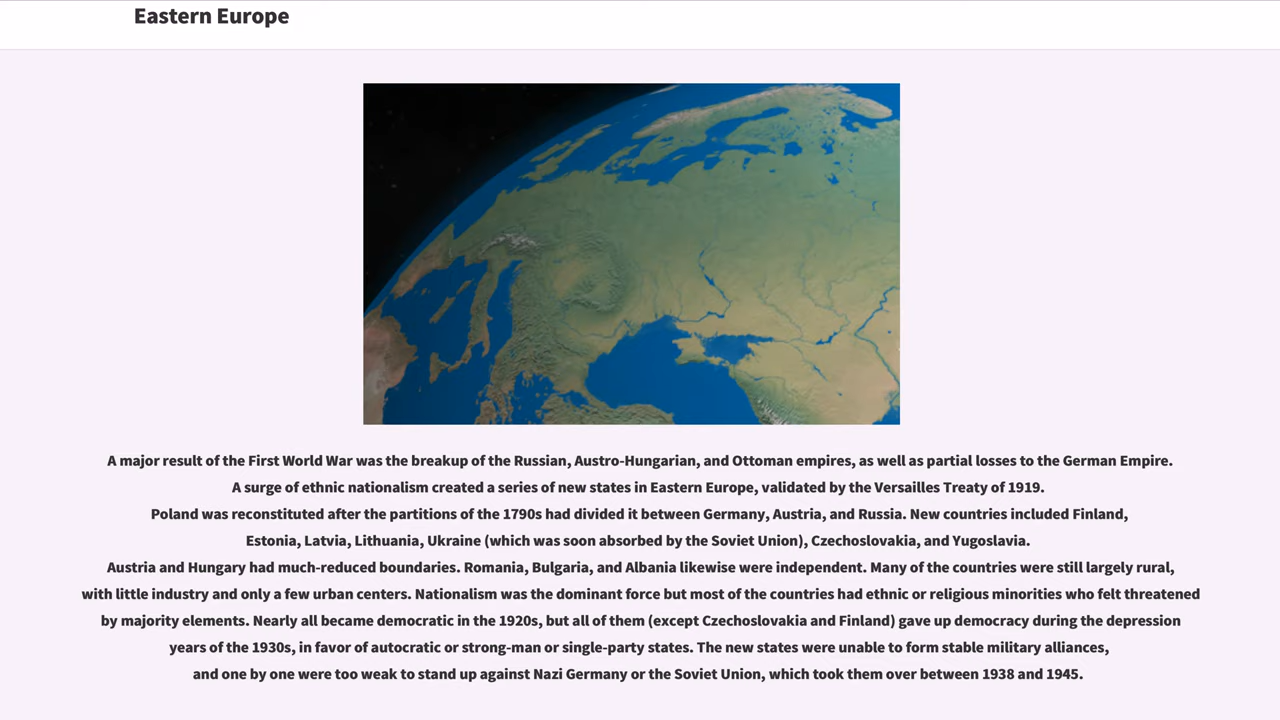 Eastern Europe
A major result of the First World War was the breakup of the Russian, Austro-Hungarian, and Ottoman empires, as well as partial losses to the German Empire.
A surge of ethnic nationalism created a series of new states in Eastern Europe, validated by the Versailles Treaty of 1919.
Poland was reconstituted after the partitions of the 1790s had divided it between Germany, Austria, and Russia. New countries included Finland,
Estonia, Latvia, Lithuania, Ukraine (which was soon absorbed by the Soviet Union), Czechoslovakia, and Yugoslavia.
Austria and Hungary had much-reduced boundaries. Romania, Bulgaria, and Albania likewise were independent. Many of the countries were still largely rural,
with little industry and only a few urban centers. Nationalism was the dominant force but most of the countries had ethnic or religious minorities who felt threatened
by majority elements. Nearly all became democratic in the 1920s, but all of them (except Czechoslovakia and Finland) gave up democracy during the depression
years of the 1930s, in favor of autocratic or strong-man or single-party states. The new states were unable to form stable military alliances,
and one by one were too weak to stand up against Nazi Germany or the Soviet Union, which took them over between 1938 and 1945.